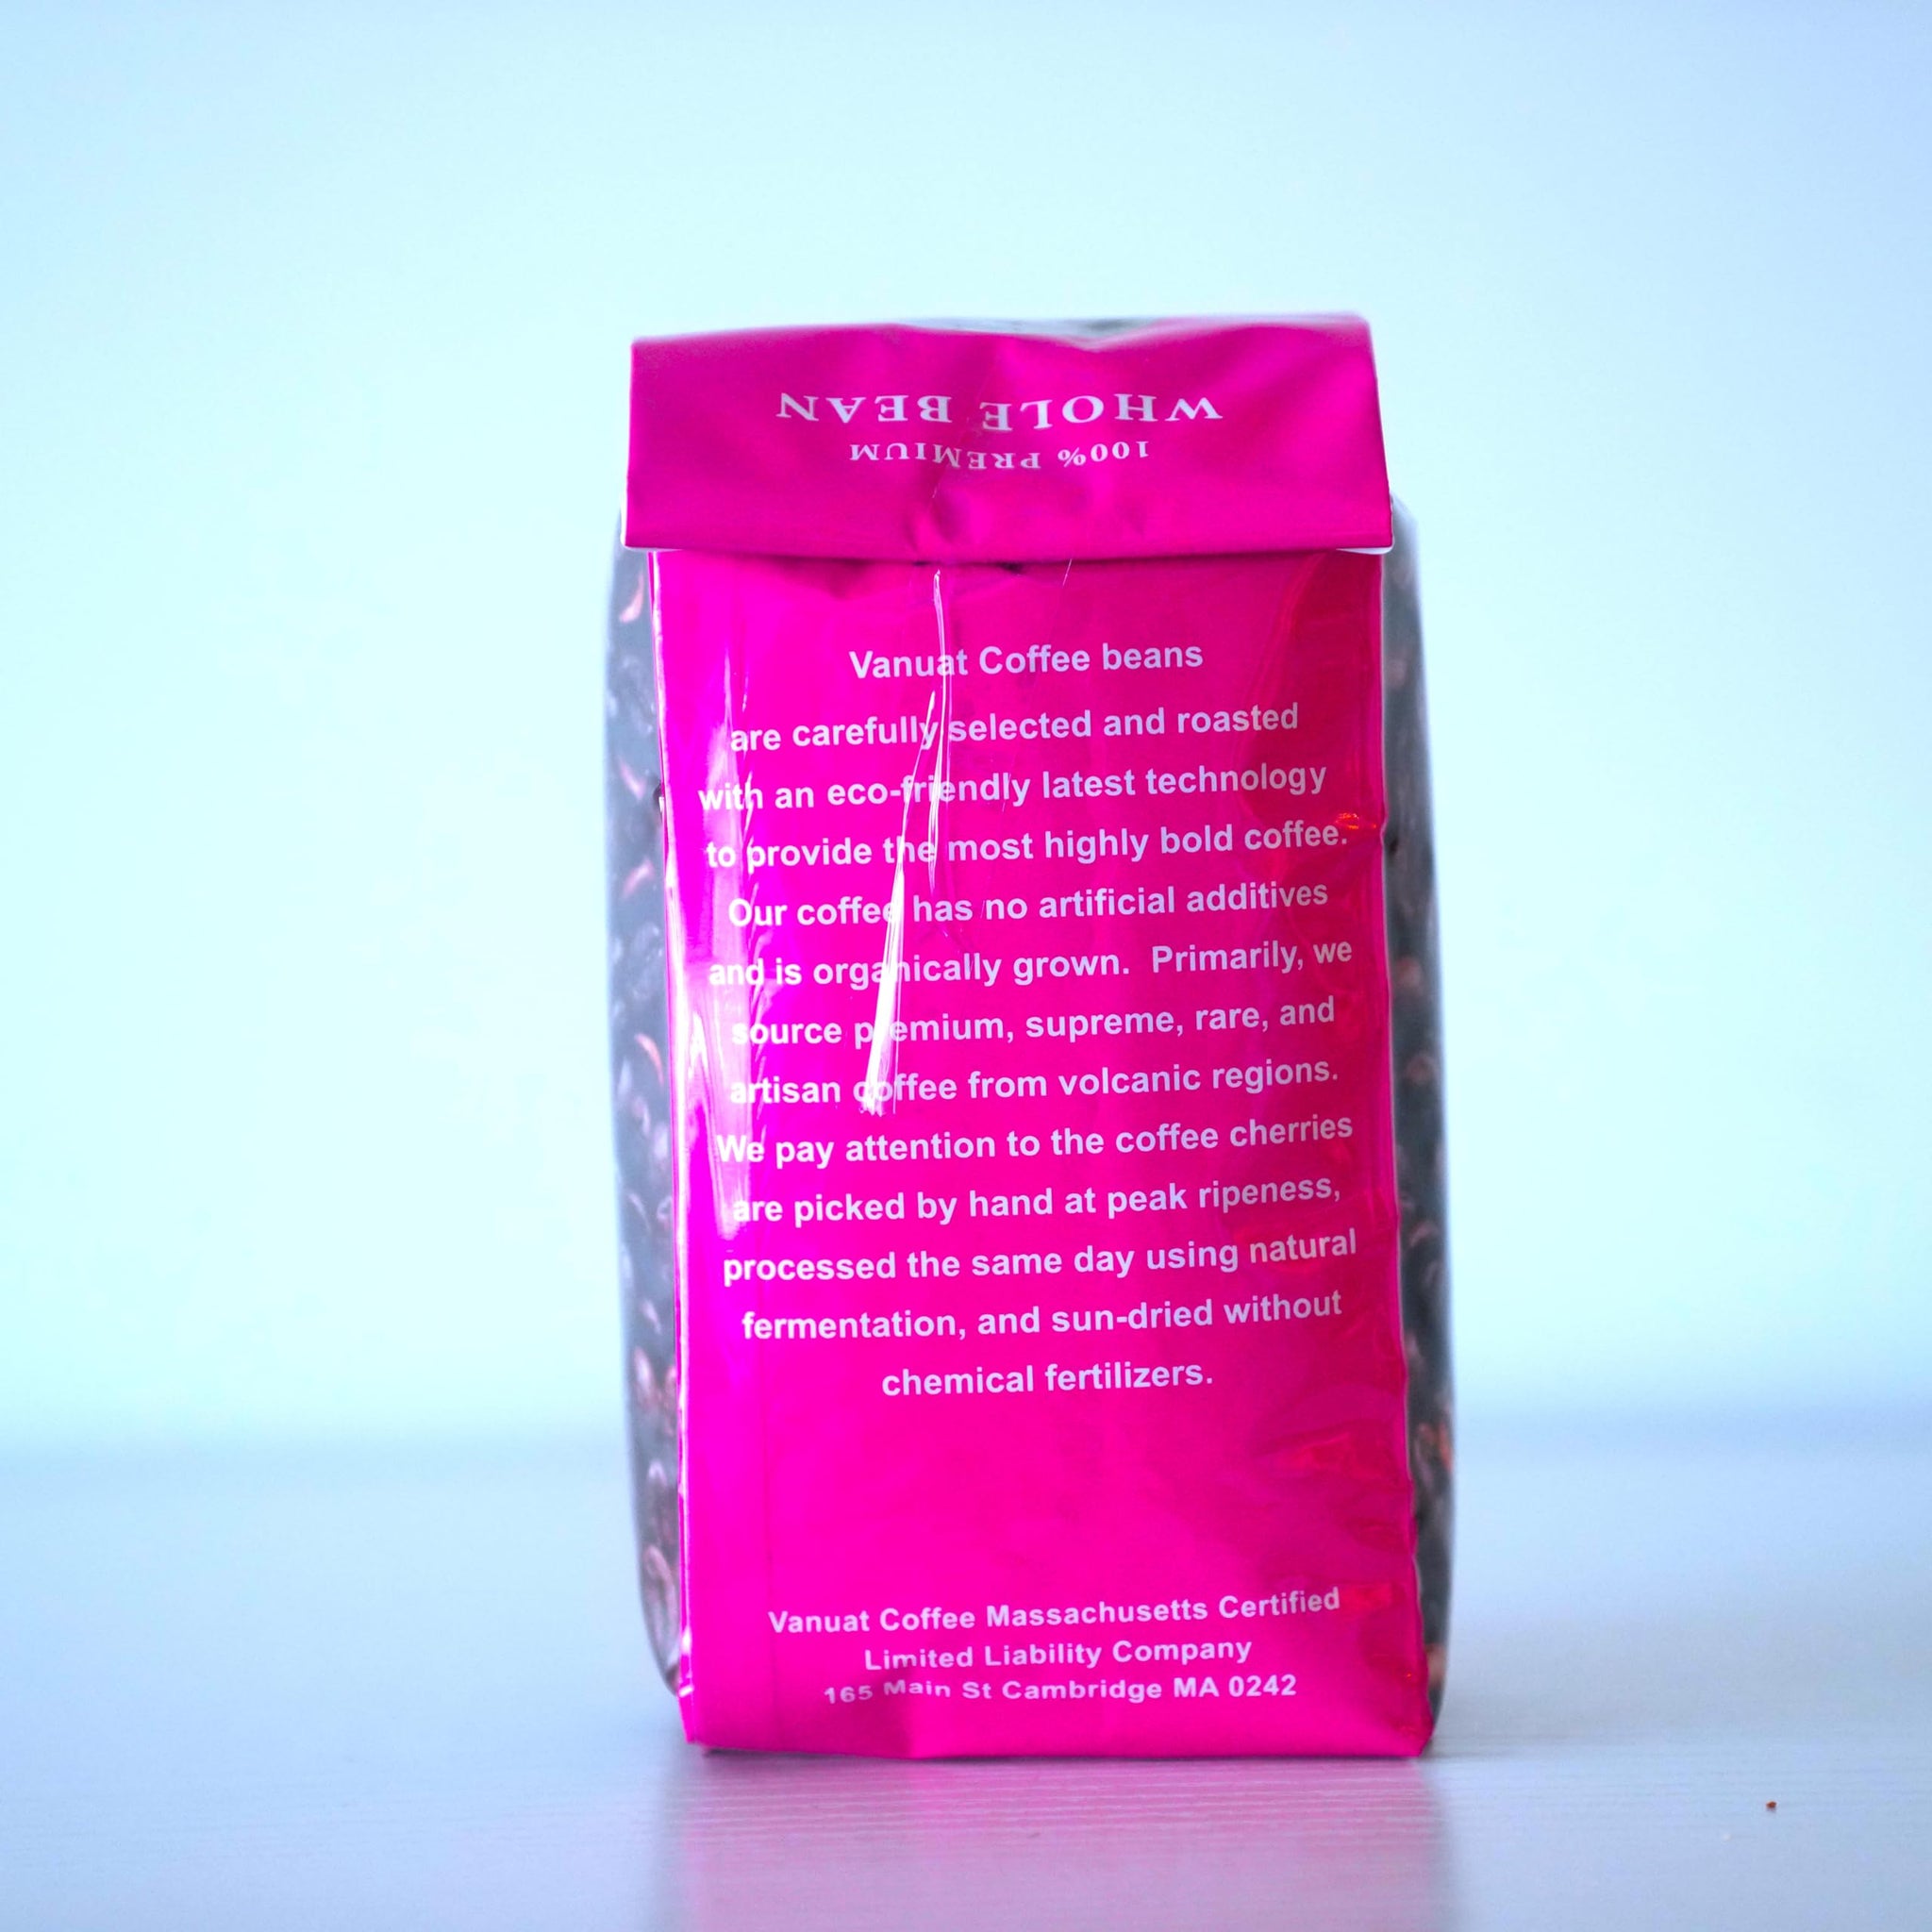 WHOLE BEAN
100% PREMIUM
Vanuat Coffee beans
are carefully selected and roasted
with an eco-friendly latest technology
to provide the most highly bold coffee.
Our coffee has no artificial additives
and is organically grown. Primarily, we
source premium, supreme, rare, and
artisan coffee from volcanic regions.
We pay attention to the coffee cherries
are picked by hand at peak ripeness,
processed the same day using natural
fermentation, and sun-dried without
chemical fertilizers.
Vanuat Coffee Massachusetts Certified
Limited Liability Company
165 Main St Cambridge MA 0242